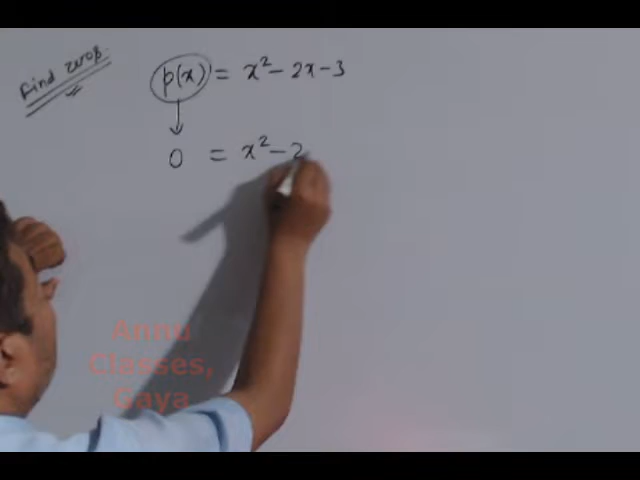 Find zeros
p(x) = x² - 2x - 3
0 = x² - 2
Annu
Classes,
Gaya